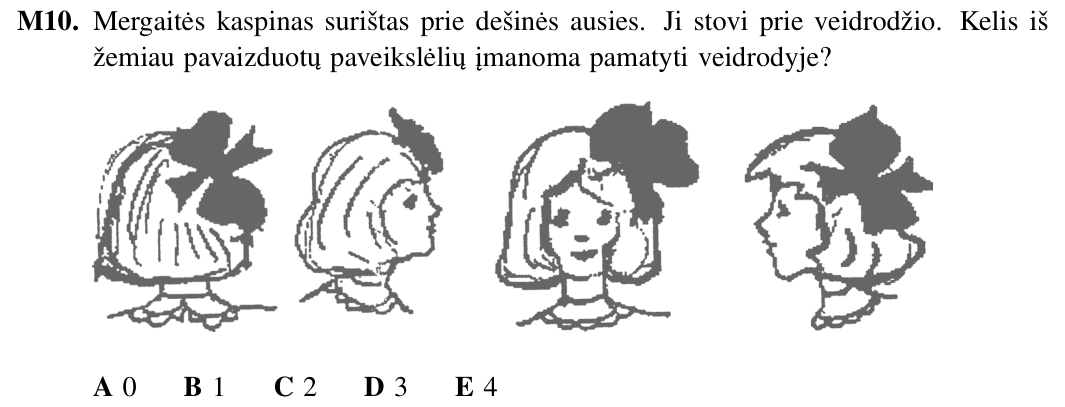 M10. Mergaitės kaspinas surištas prie dešinės ausies. Ji stovi prie veidrodžio. Kelis iš
žemiau pavaizduotų paveikslėlių įmanoma pamatyti veidrodyje?
A 0 B 1 C 2 D 3 E 4